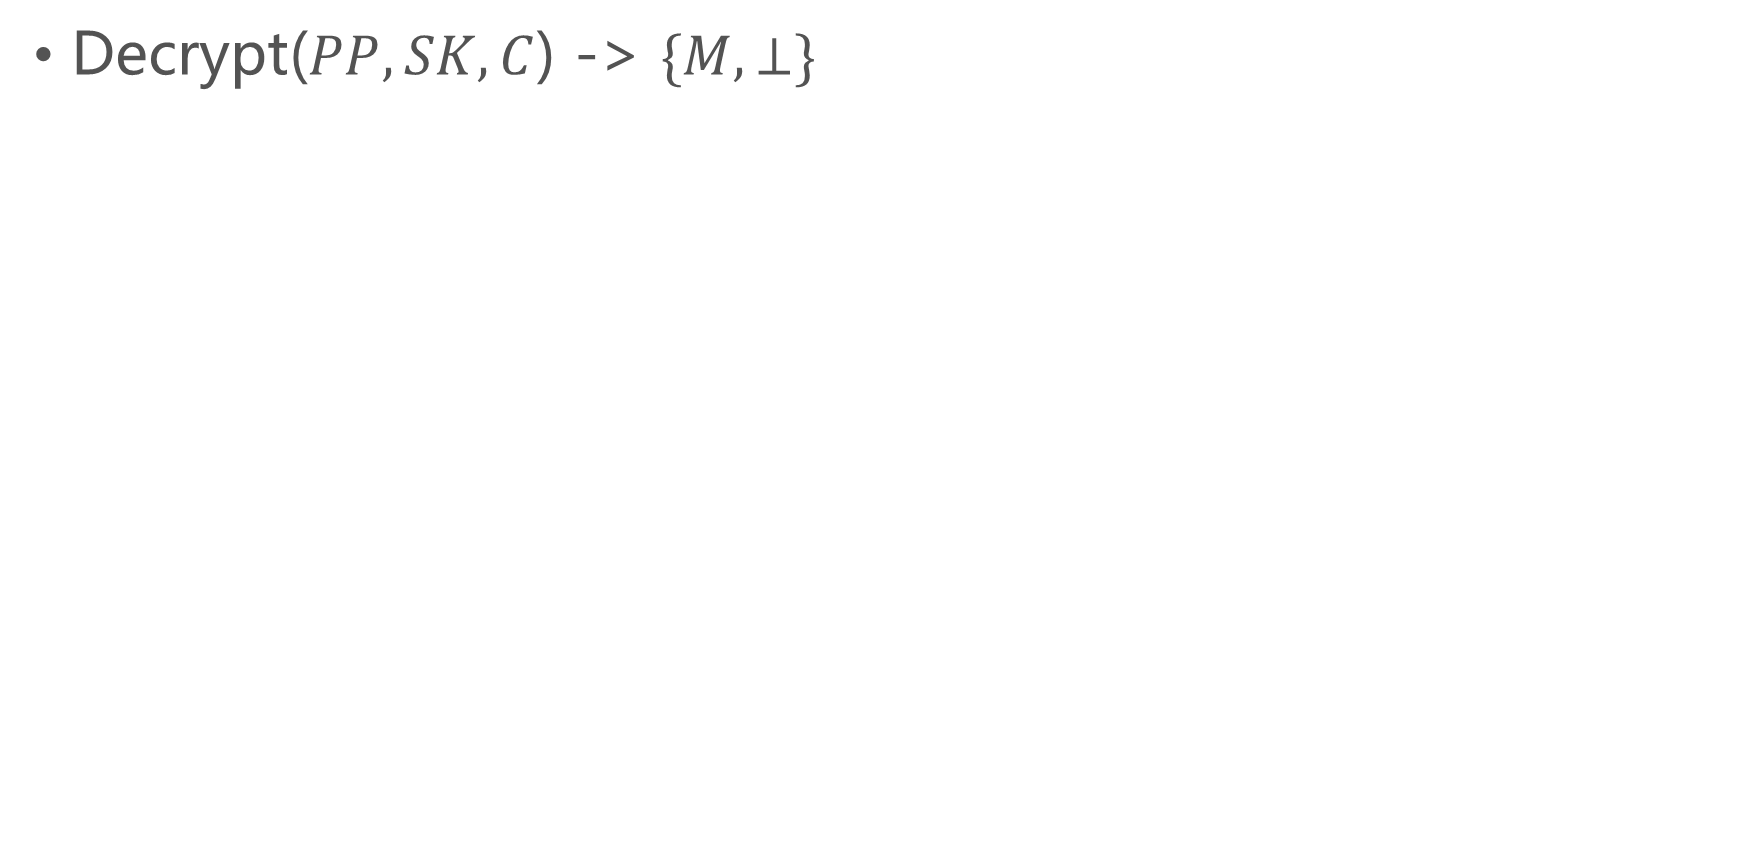 • Decrypt(𝑃𝑃, 𝑆𝐾, 𝐶) -> {𝑀, ⊥}